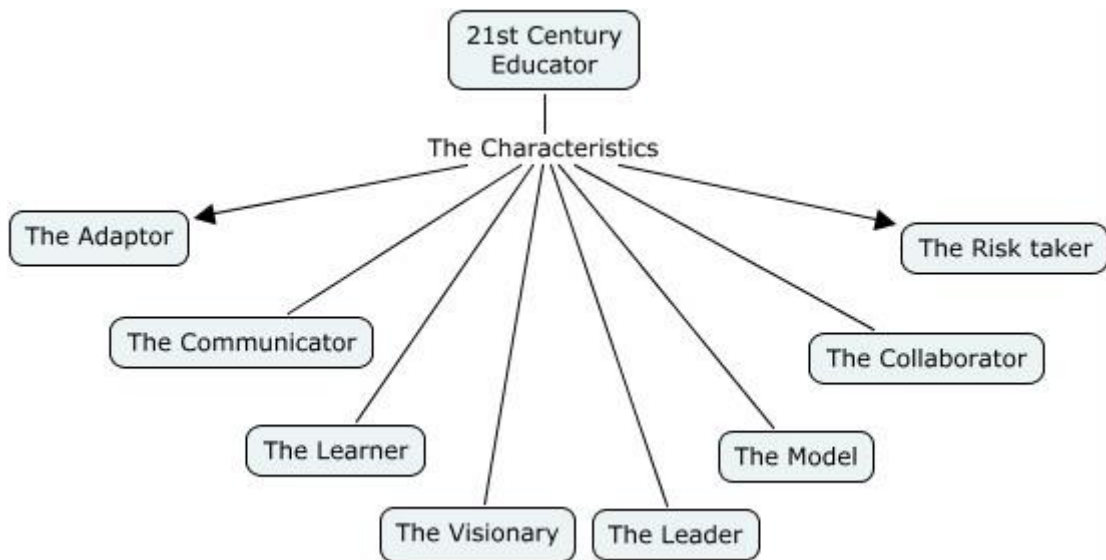 21st Century
Educator
The Characteristics
The Adaptor
The Risk taker
The Communicator
The Collaborator
The Learner
The Model
The Visionary
The Leader